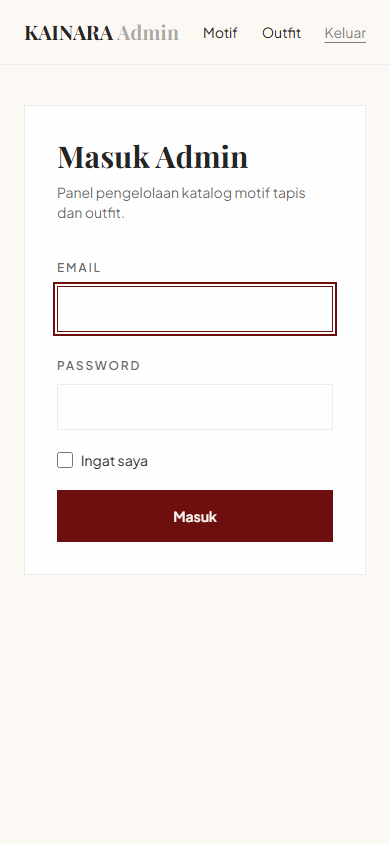 KAINARA Admin Motif Outfit Keluar
Masuk Admin
Panel pengelolaan katalog motif tapis
dan outfit.
EMAIL
PASSWORD
Ingat saya
Masuk